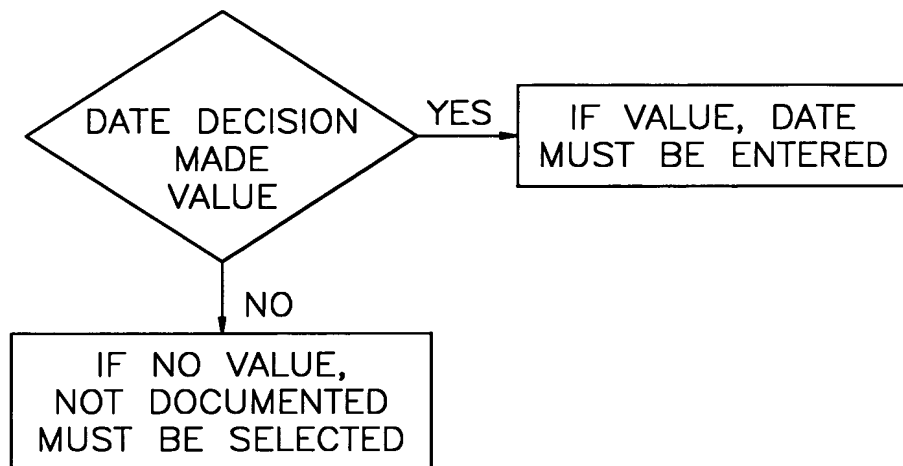 DATE DECISION
MADE
VALUE
YES
IF VALUE, DATE
MUST BE ENTERED
NO
IF NO VALUE,
NOT DOCUMENTED
MUST BE SELECTED